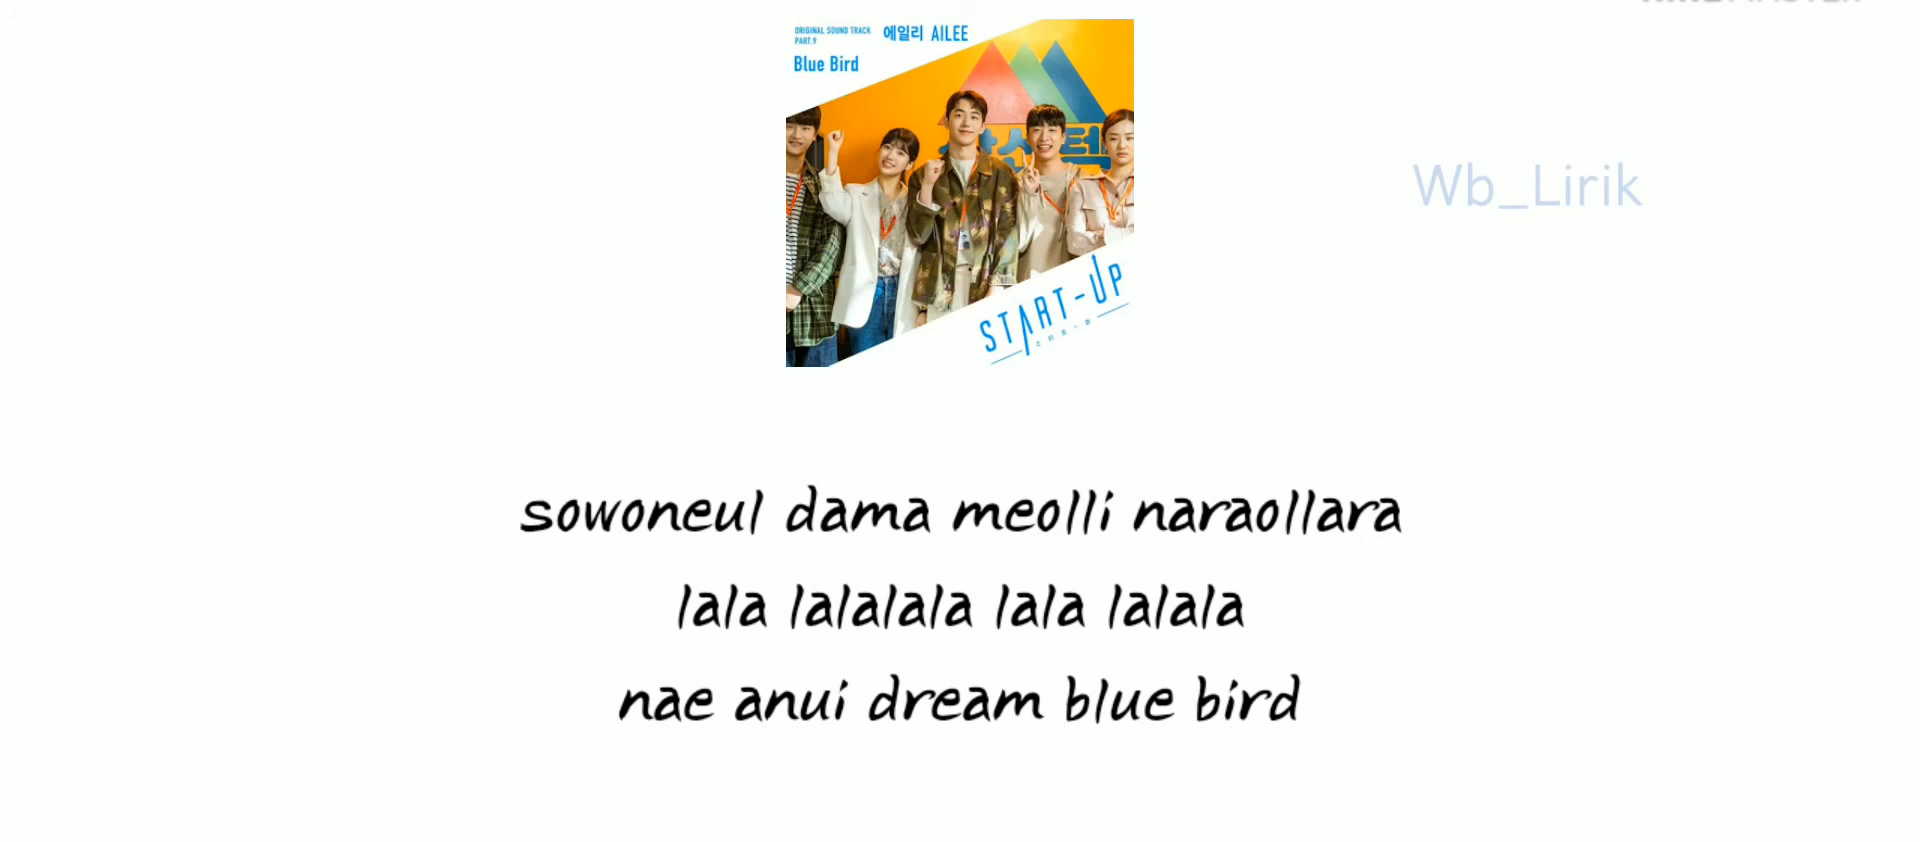 ORIGINAL SOUND TRACK
PART.9
에일리 AILEE
Blue Bird
START-UP
Wb_Lirik
sowoneul dama meolli naraollara
lala lalalala lala lalala
nae anui dream blue bird